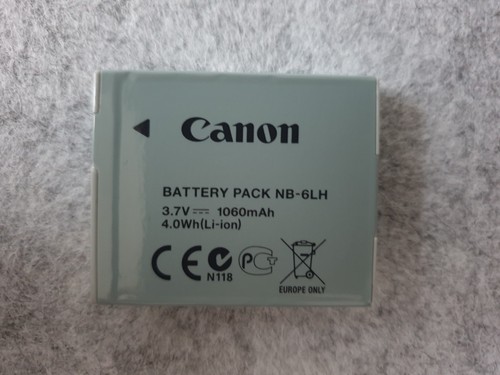 Canon
BATTERY PACK NB-6LH
3.7V 1060mAh
4.0Wh(Li-ion)
CE
N118
EUROPE ONLY